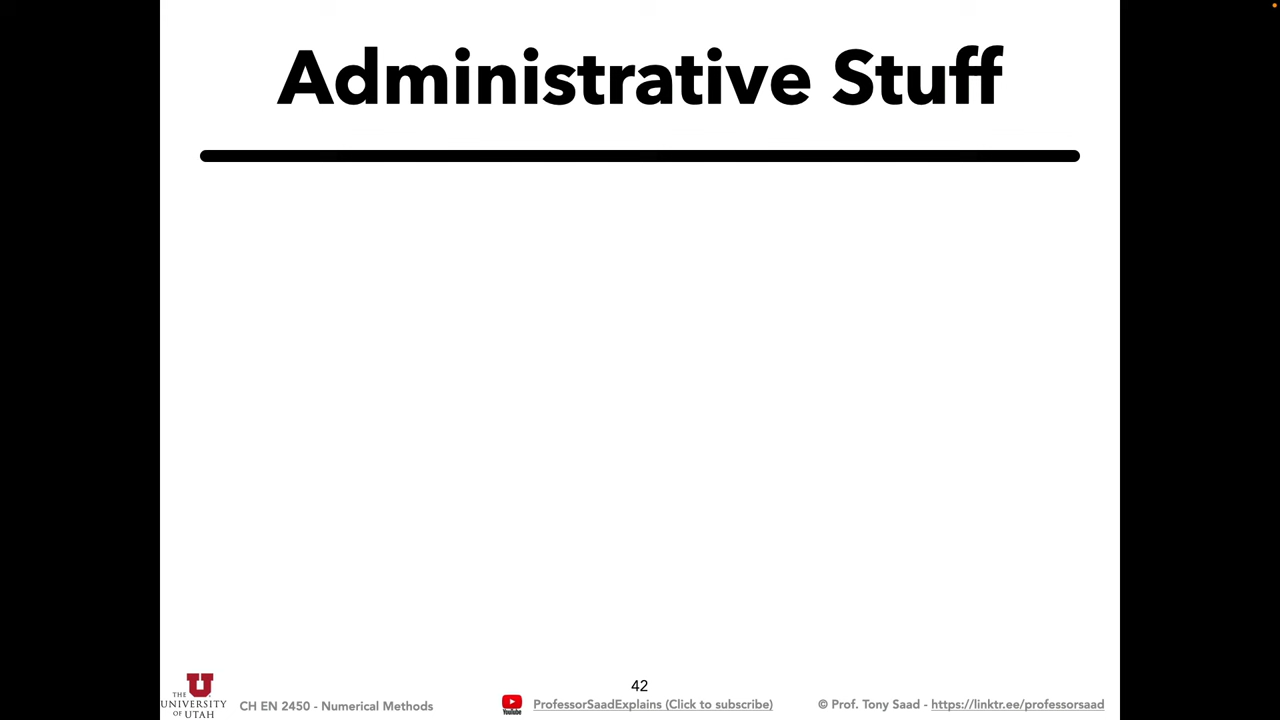 Administrative Stuff
42
THE
U
UNIVERSITY
OF UTAH
CH EN 2450 - Numerical Methods
YouTube
ProfessorSaadExplains (Click to subscribe)
© Prof. Tony Saad - https://linktr.ee/professorsaad